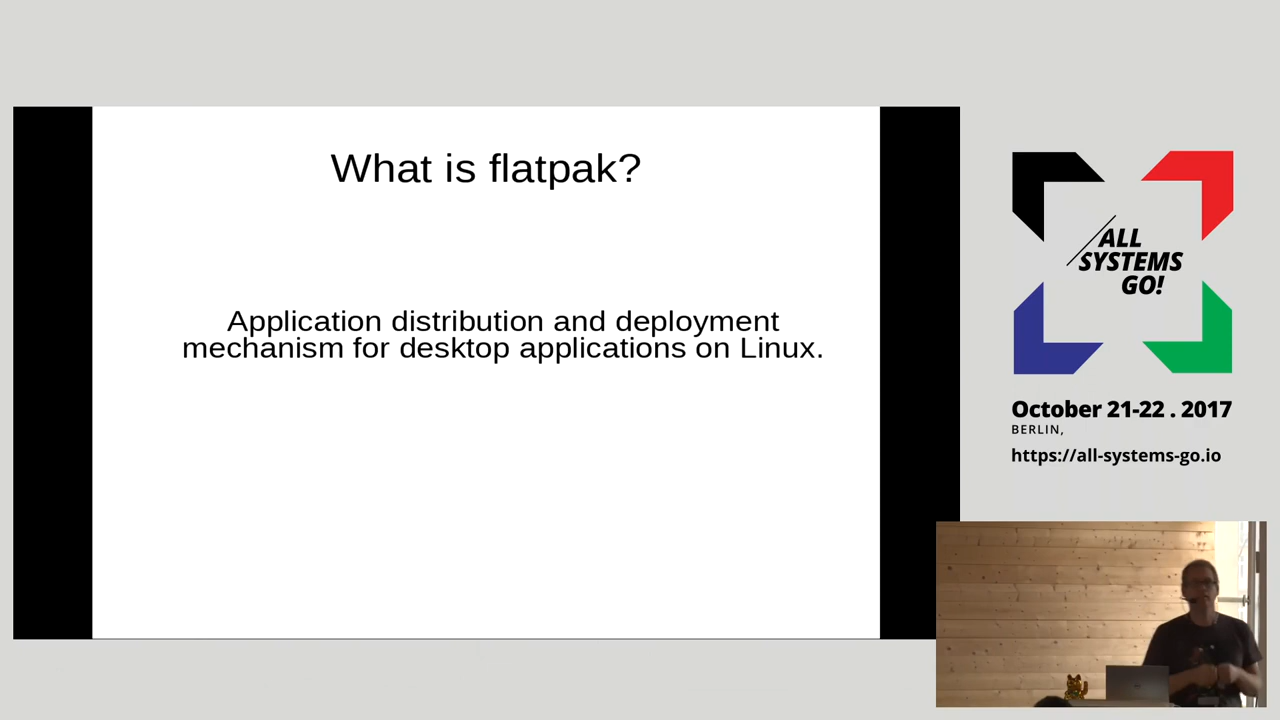 What is flatpak?
Application distribution and deployment
mechanism for desktop applications on Linux.
ALL
SYSTEMS
GO!
October 21-22 . 2017
BERLIN,
https://all-systems-go.io